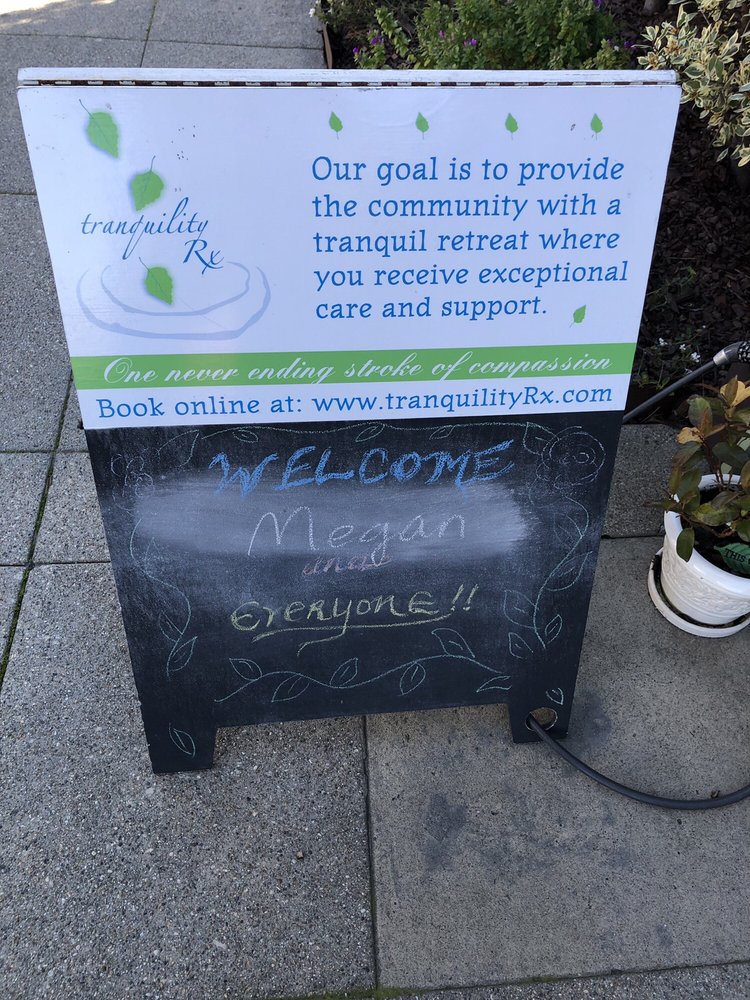 tranquility
Rx
Our goal is to provide
the community with a
tranquil retreat where
you receive exceptional
care and support.
One never ending stroke of compassion
Book online at: www.tranquilityRx.com
WELCOME
Megan
and
EVERYONE!!
THIS